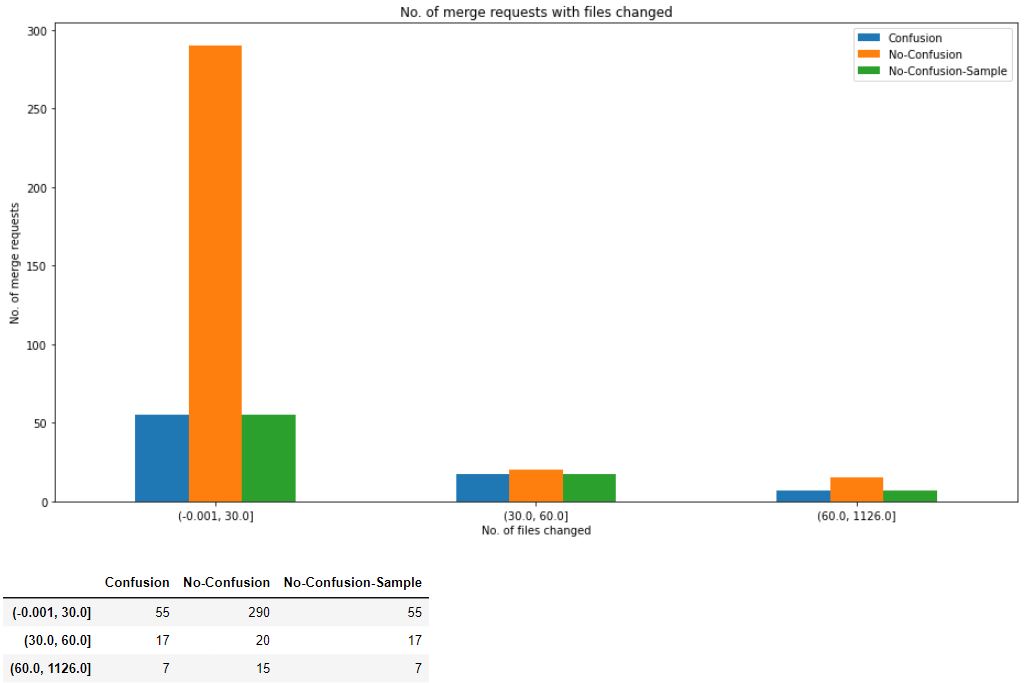 No. of merge requests with files changed
300
250
200
150
100
50
0
No. of merge requests
Confusion
No-Confusion
No-Confusion-Sample
(-0.001, 30.0] (30.0, 60.0] (60.0, 1126.0]
No. of files changed
Confusion No-Confusion No-Confusion-Sample
(-0.001, 30.0] 55 290 55
(30.0, 60.0] 17 20 17
(60.0, 1126.0] 7 15 7